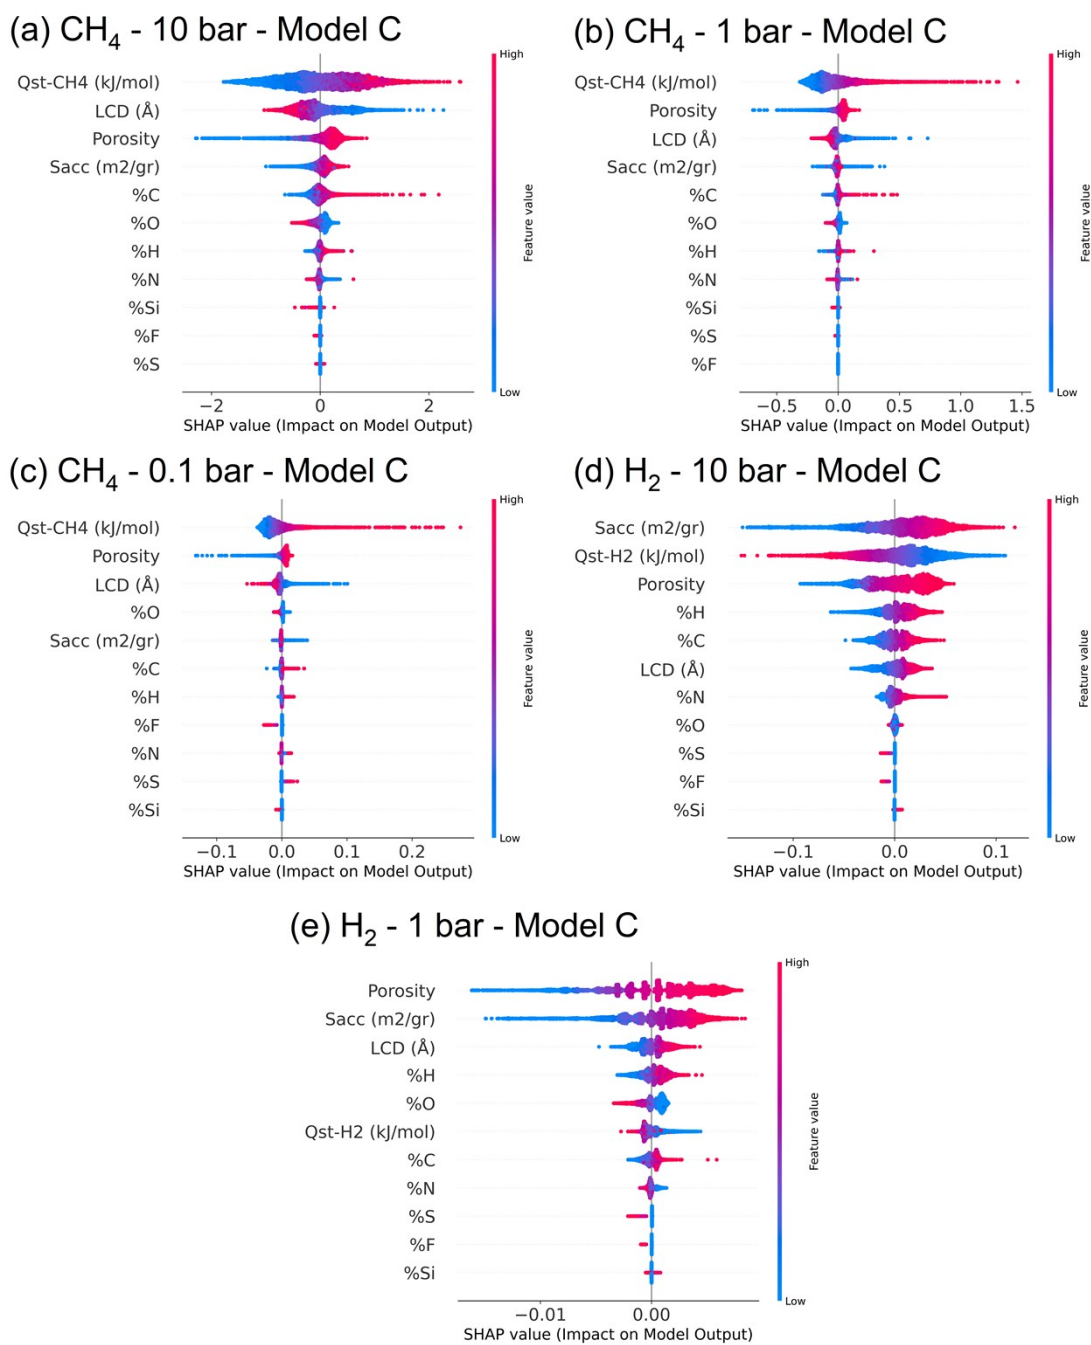 (a) CH4 - 10 bar - Model C
High
Qst-CH4 (kJ/mol)
LCD (Å)
Porosity
Sacc (m2/gr)
%C
%O
%H
%N
%Si
%F
%S
Feature value
Low
−2 0 2
SHAP value (Impact on Model Output)
(b) CH4 - 1 bar - Model C
High
Qst-CH4 (kJ/mol)
Porosity
LCD (Å)
Sacc (m2/gr)
%C
%O
%H
%N
%Si
%S
%F
Feature value
Low
−0.5 0.0 0.5 1.0 1.5
SHAP value (Impact on Model Output)
(c) CH4 - 0.1 bar - Model C
High
Qst-CH4 (kJ/mol)
Porosity
LCD (Å)
%O
Sacc (m2/gr)
%C
%H
%F
%N
%S
%Si
Feature value
Low
−0.1 0.0 0.1 0.2
SHAP value (Impact on Model Output)
(d) H2 - 10 bar - Model C
High
Sacc (m2/gr)
Qst-H2 (kJ/mol)
Porosity
%H
%C
LCD (Å)
%N
%O
%S
%F
%Si
Feature value
Low
−0.1 0.0 0.1
SHAP value (Impact on Model Output)
(e) H2 - 1 bar - Model C
High
Porosity
Sacc (m2/gr)
LCD (Å)
%H
%O
Qst-H2 (kJ/mol)
%C
%N
%S
%F
%Si
Feature value
Low
−0.01 0.00
SHAP value (Impact on Model Output)